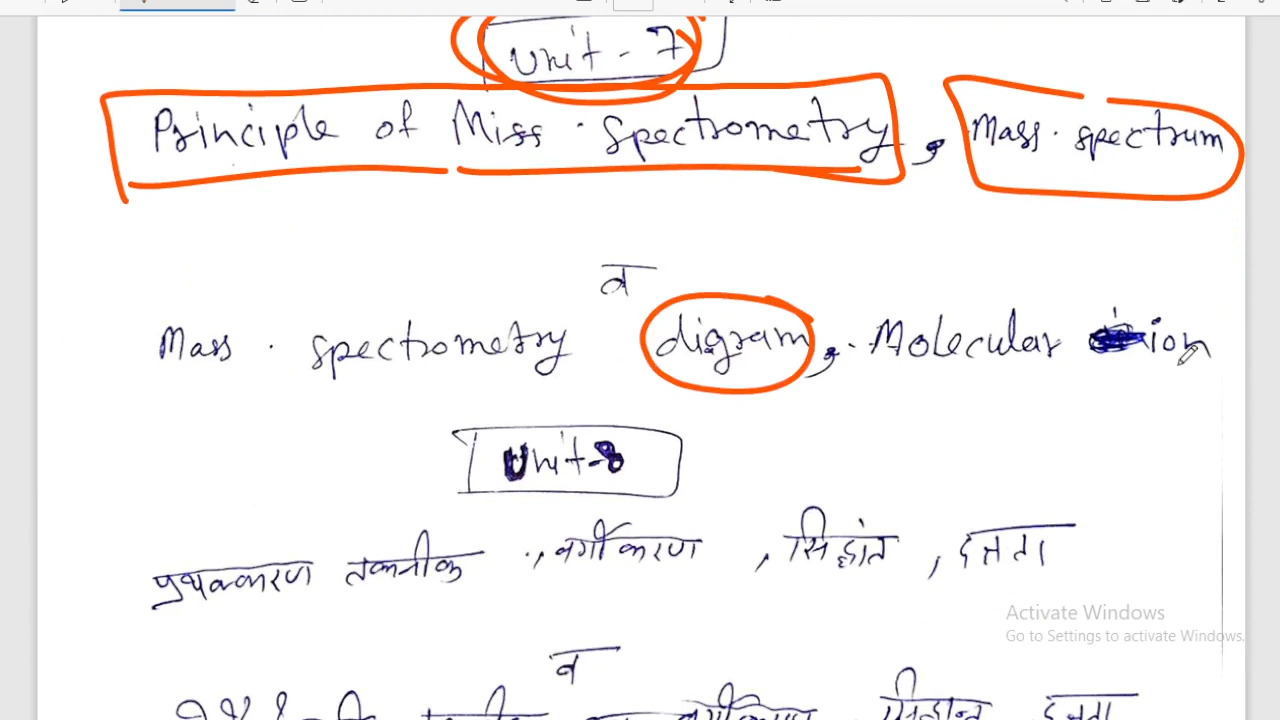 Unit - 7
Principle of Miss. spectrometry, Mass. spectrum
व
Mass. spectrometry digram, Molecular ion
Unit-8
प्रथक्करण तकनीक, वर्गीकरण, सिद्धांत, दक्षता
Activate Windows
Go to Settings to activate Windows.
व